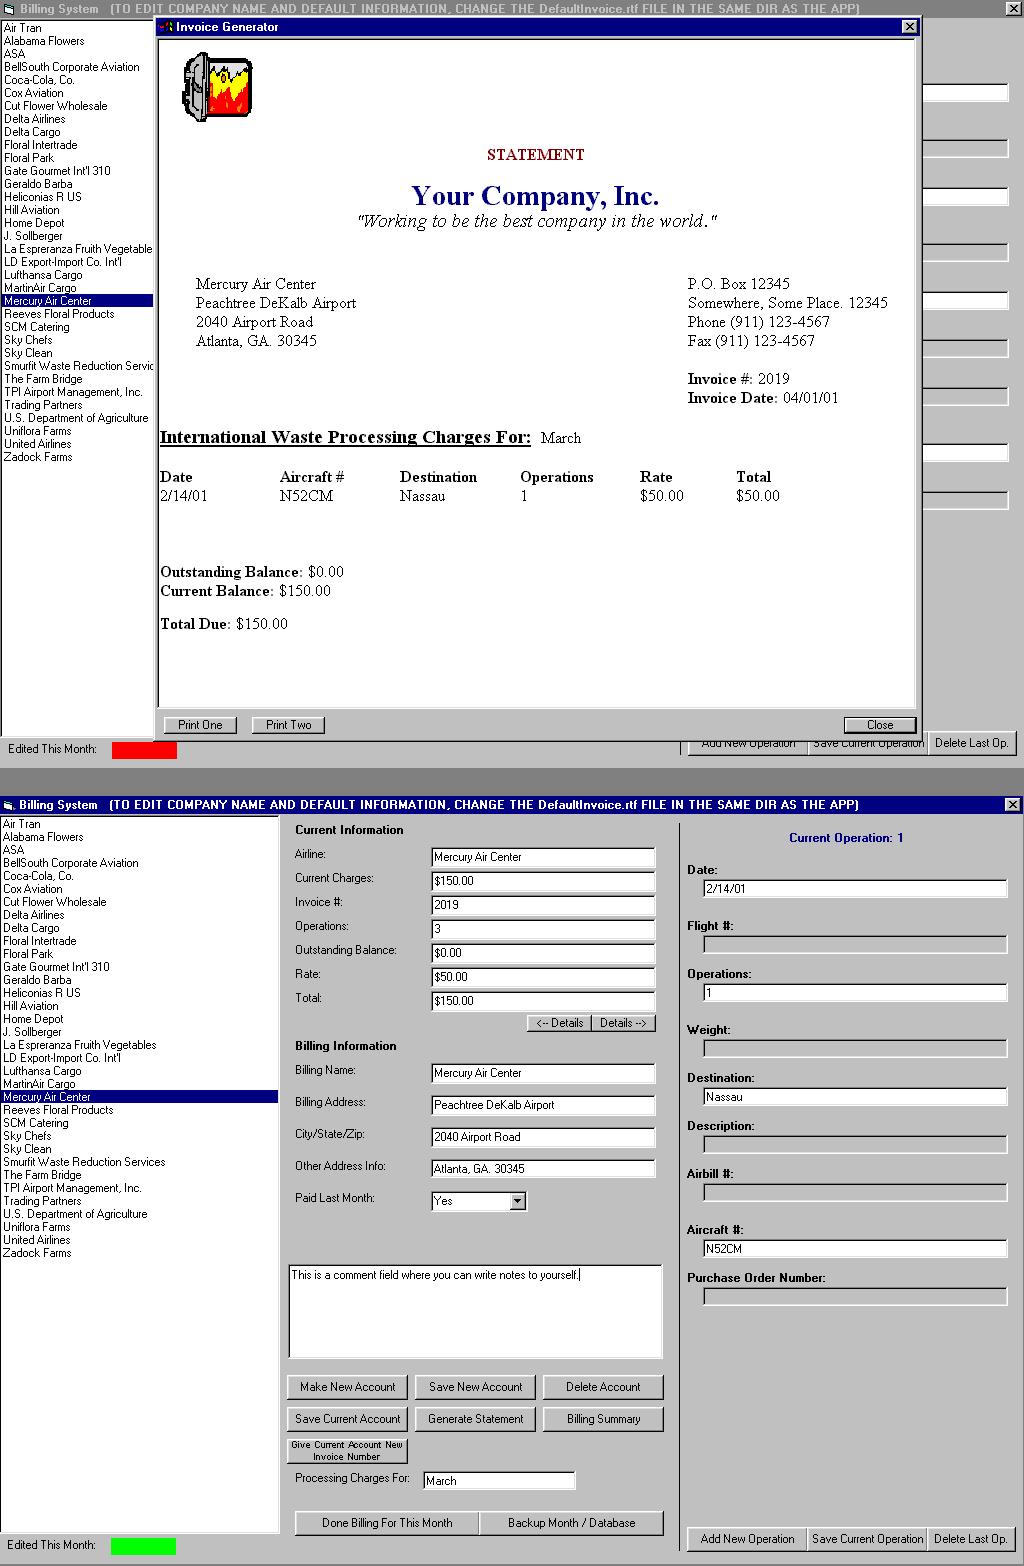 Billing System (TO EDIT COMPANY NAME AND DEFAULT INFORMATION, CHANGE THE DefaultInvoice.rtf FILE IN THE SAME DIR AS THE APP)
Air Tran
Alabama Flowers
ASA
BellSouth Corporate Aviation
Coca-Cola, Co.
Cox Aviation
Cut Flower Wholesale
Delta Airlines
Delta Cargo
Floral Intertrade
Floral Park
Gate Gourmet Int'l 310
Geraldo Barba
Heliconias R US
Hill Aviation
Home Depot
J. Sollberger
La Espreranza Fruith Vegetable
LD Export-Import Co. Int'l
Lufthansa Cargo
MartinAir Cargo
Mercury Air Center
Reeves Floral Products
SCM Catering
Sky Chefs
Sky Clean
Smurfit Waste Reduction Servic
The Farm Bridge
TPI Airport Management, Inc.
Trading Partners
U.S. Department of Agriculture
Uniflora Farms
United Airlines
Zadock Farms
Edited This Month:
Invoice Generator
STATEMENT
Your Company, Inc.
"Working to be the best company in the world."
Mercury Air Center
Peachtree DeKalb Airport
2040 Airport Road
Atlanta, GA. 30345
P.O. Box 12345
Somewhere, Some Place. 12345
Phone (911) 123-4567
Fax (911) 123-4567
Invoice #: 2019
Invoice Date: 04/01/01
International Waste Processing Charges For: March
Date Aircraft # Destination Operations Rate Total
2/14/01 N52CM Nassau 1 $50.00 $50.00
Outstanding Balance: $0.00
Current Balance: $150.00
Total Due: $150.00
Print One Print Two Close
Add New Operation Save Current Operation Delete Last Op.
Billing System (TO EDIT COMPANY NAME AND DEFAULT INFORMATION, CHANGE THE DefaultInvoice.rtf FILE IN THE SAME DIR AS THE APP)
Air Tran
Alabama Flowers
ASA
BellSouth Corporate Aviation
Coca-Cola, Co.
Cox Aviation
Cut Flower Wholesale
Delta Airlines
Delta Cargo
Floral Intertrade
Floral Park
Gate Gourmet Int'l 310
Geraldo Barba
Heliconias R US
Hill Aviation
Home Depot
J. Sollberger
La Espreranza Fruith Vegetables
LD Export-Import Co. Int'l
Lufthansa Cargo
MartinAir Cargo
Mercury Air Center
Reeves Floral Products
SCM Catering
Sky Chefs
Sky Clean
Smurfit Waste Reduction Services
The Farm Bridge
TPI Airport Management, Inc.
Trading Partners
U.S. Department of Agriculture
Uniflora Farms
United Airlines
Zadock Farms
Edited This Month:
Current Information
Airline: Mercury Air Center
Current Charges: $150.00
Invoice #: 2019
Operations: 3
Outstanding Balance: $0.00
Rate: $50.00
Total: $150.00
<-- Details Details -->
Billing Information
Billing Name: Mercury Air Center
Billing Address: Peachtree DeKalb Airport
City/State/Zip: 2040 Airport Road
Other Address Info: Atlanta, GA. 30345
Paid Last Month: Yes
This is a comment field where you can write notes to yourself.
Make New Account Save New Account Delete Account
Save Current Account Generate Statement Billing Summary
Give Current Account New
Invoice Number
Processing Charges For: March
Done Billing For This Month Backup Month / Database
Current Operation: 1
Date:
2/14/01
Flight #:
Operations:
1
Weight:
Destination:
Nassau
Description:
Airbill #:
Aircraft #:
N52CM
Purchase Order Number:
Add New Operation Save Current Operation Delete Last Op.